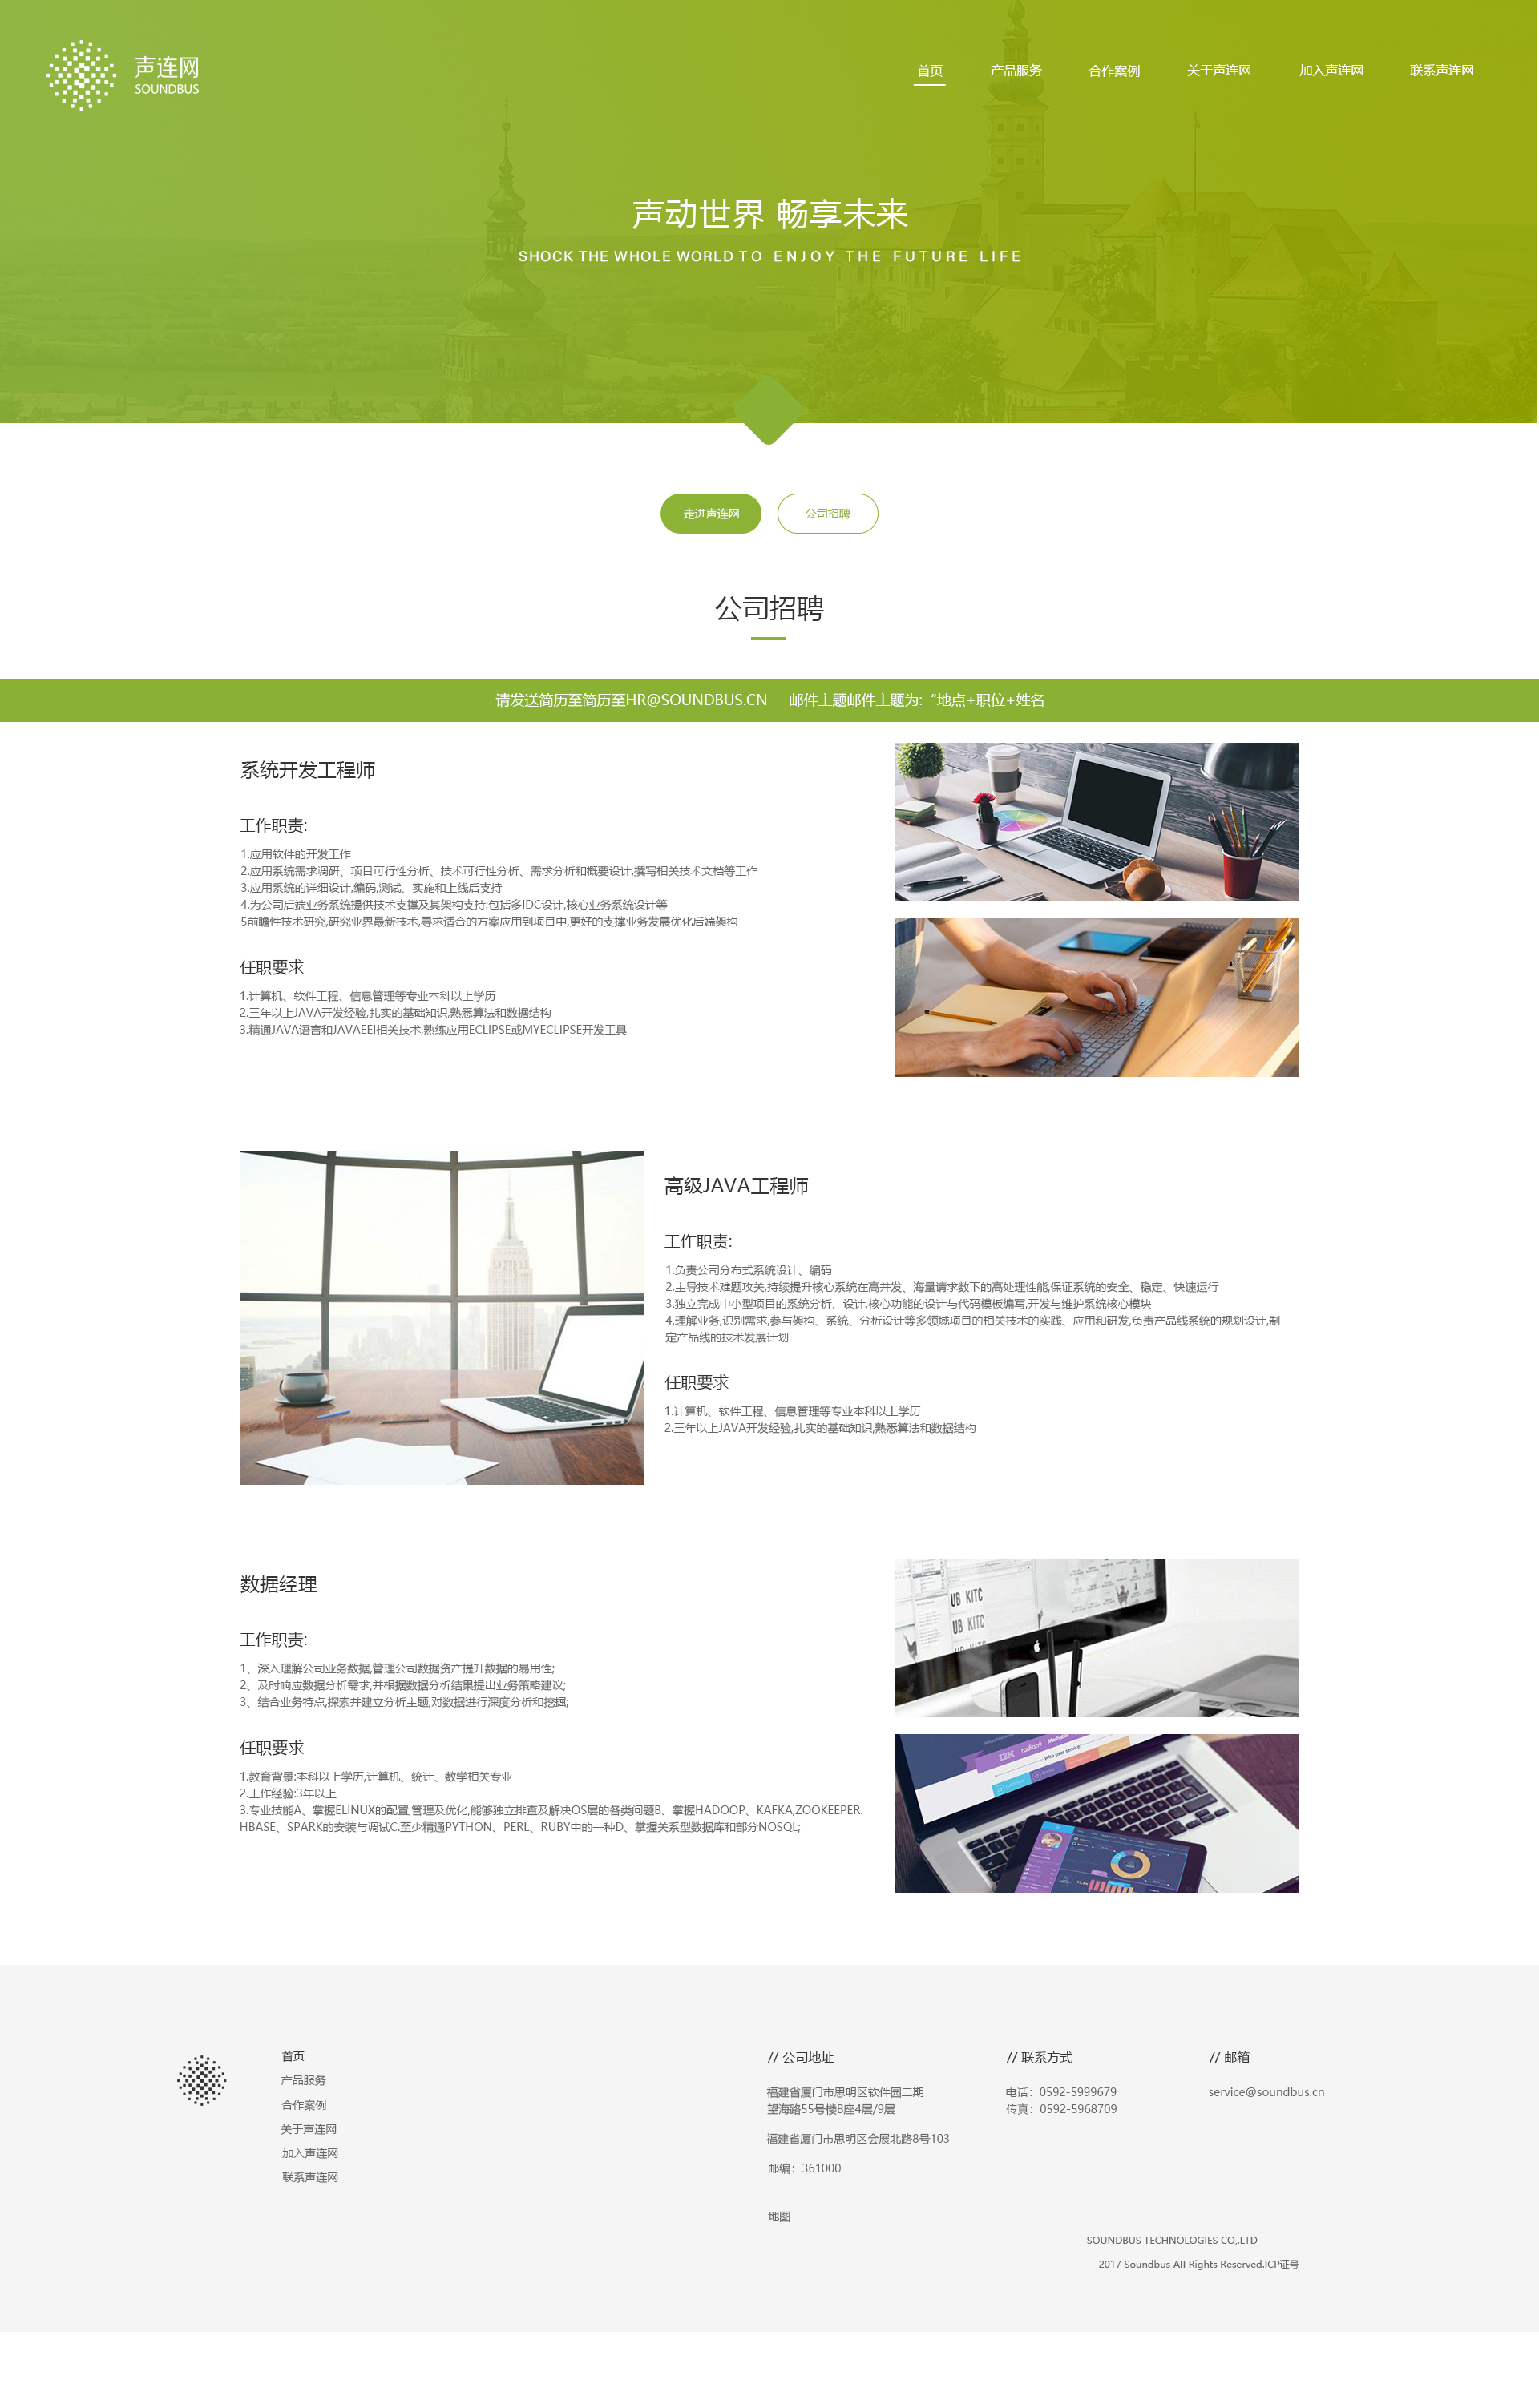 声连网
SOUNDBUS
首页 产品服务 合作案例 关于声连网 加入声连网 联系声连网
声动世界 畅享未来
SHOCK THE WHOLE WORLD TO ENJOY THE FUTURE LIFE
走进声连网 公司招聘
公司招聘
请发送简历至简历至HR@SOUNDBUS.CN 邮件主题邮件主题为:“地点+职位+姓名
系统开发工程师
工作职责:
1.应用软件的开发工作
2.应用系统需求调研、项目可行性分析、技术可行性分析、需求分析和概要设计,撰写相关技术文档等工作
3.应用系统的详细设计,编码,测试、实施和上线后支持
4.为公司后端业务系统提供技术支撑及其架构支持:包括多IDC设计,核心业务系统设计等
5前瞻性技术研究,研究业界最新技术,寻求适合的方案应用到项目中,更好的支撑业务发展优化后端架构
任职要求
1.计算机、软件工程、信息管理等专业本科以上学历
2.三年以上JAVA开发经验,扎实的基础知识,熟悉算法和数据结构
3.精通JAVA语言和JAVAEEI相关技术,熟练应用ECLIPSE或MYECLIPSE开发工具
高级JAVA工程师
工作职责:
1.负责公司分布式系统设计、编码
2.主导技术难题攻关,持续提升核心系统在高并发、海量请求数下的高处理性能,保证系统的安全、稳定、快速运行
3.独立完成中小型项目的系统分析、设计,核心功能的设计与代码模板编写,开发与维护系统核心模块
4.理解业务,识别需求,参与架构、系统、分析设计等多领域项目的相关技术的实践、应用和研发,负责产品线系统的规划设计,制
定产品线的技术发展计划
任职要求
1.计算机、软件工程、信息管理等专业本科以上学历
2.三年以上JAVA开发经验,扎实的基础知识,熟悉算法和数据结构
数据经理
工作职责:
1、深入理解公司业务数据,管理公司数据资产提升数据的易用性;
2、及时响应数据分析需求,并根据数据分析结果提出业务策略建议;
3、结合业务特点,探索并建立分析主题,对数据进行深度分析和挖掘;
任职要求
1.教育背景:本科以上学历,计算机、统计、数学相关专业
2.工作经验:3年以上
3.专业技能A、掌握ELINUX的配置,管理及优化,能够独立排查及解决OS层的各类问题B、掌握HADOOP、KAFKA,ZOOKEEPER.
HBASE、SPARK的安装与调试C.至少精通PYTHON、PERL、RUBY中的一种D、掌握关系型数据库和部分NOSQL;
UB KITC
UB KITC
IBM radian6
Who uses service?
首页
产品服务
合作案例
关于声连网
加入声连网
联系声连网
// 公司地址
福建省厦门市思明区软件园二期
望海路55号楼B座4层/9层
福建省厦门市思明区会展北路8号103
邮编：361000
地图
// 联系方式
电话：0592-5999679
传真：0592-5968709
// 邮箱
service@soundbus.cn
SOUNDBUS TECHNOLOGIES CO,.LTD
2017 Soundbus All Rights Reserved.ICP证号